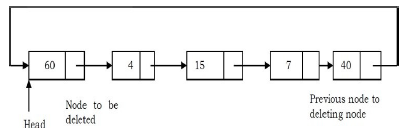 60 4 15 7 40
Node to be
deleted
Head
Previous node to
deleting node